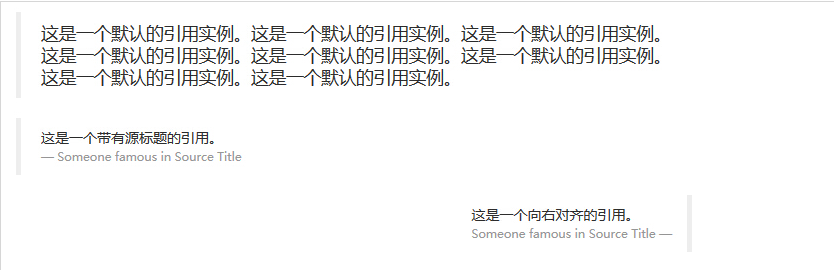 这是一个默认的引用实例。这是一个默认的引用实例。这是一个默认的引用实例。
这是一个默认的引用实例。这是一个默认的引用实例。这是一个默认的引用实例。
这是一个默认的引用实例。这是一个默认的引用实例。
这是一个带有源标题的引用。
— Someone famous in Source Title
这是一个向右对齐的引用。
Someone famous in Source Title —